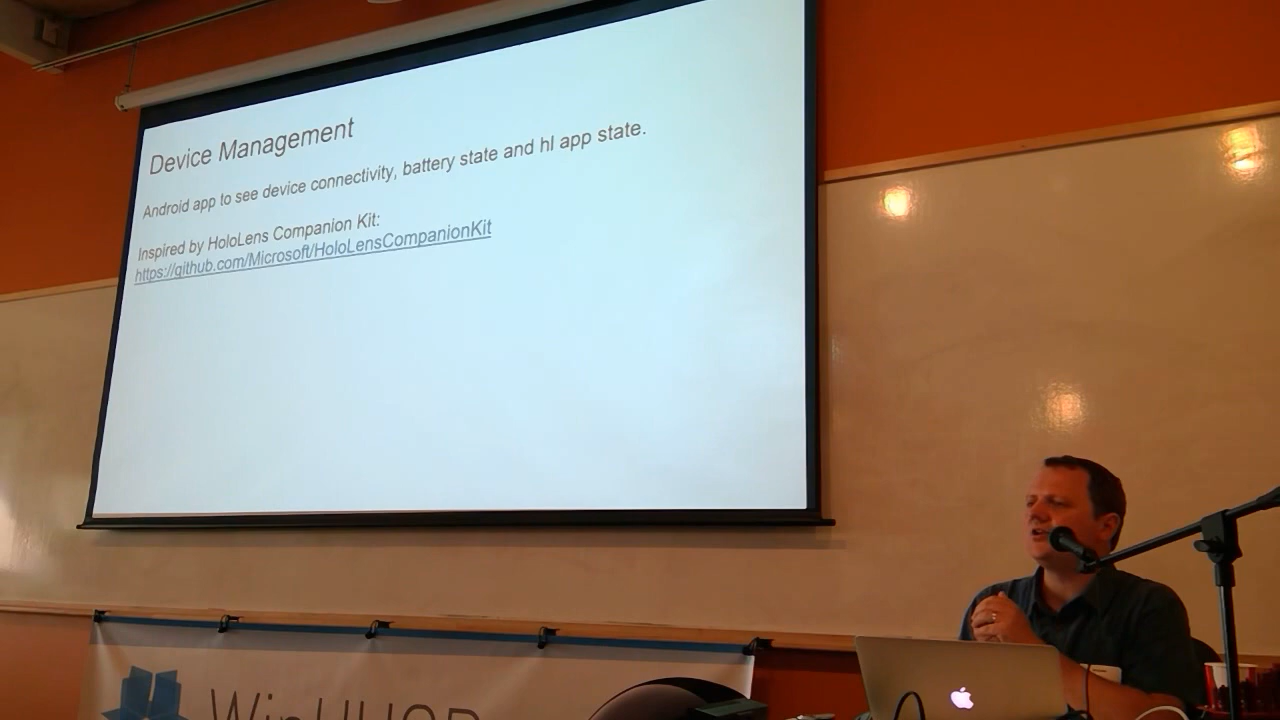 Device Management
Android app to see device connectivity, battery state and hl app state.
Inspired by HoloLens Companion Kit:
https://github.com/Microsoft/HoloLensCompanionKit